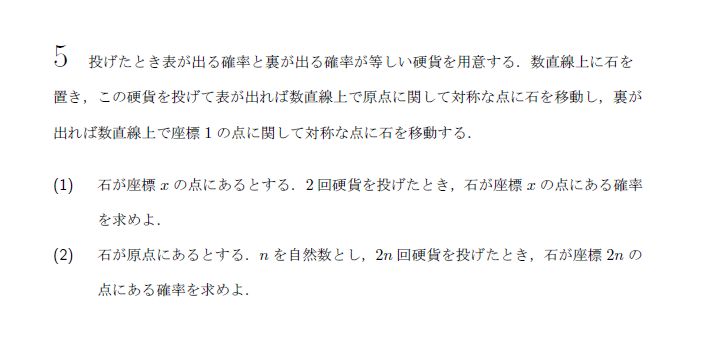 5 投げたとき表が出る確率と裏が出る確率が等しい硬貨を用意する．数直線上に石を
置き，この硬貨を投げて表が出れば数直線上で原点に関して対称な点に石を移動し，裏が
出れば数直線上で座標 1 の点に関して対称な点に石を移動する．
(1) 石が座標 x の点にあるとする．2 回硬貨を投げたとき，石が座標 x の点にある確率
を求めよ．
(2) 石が原点にあるとする．n を自然数とし，2n 回硬貨を投げたとき，石が座標 2n の
点にある確率を求めよ．